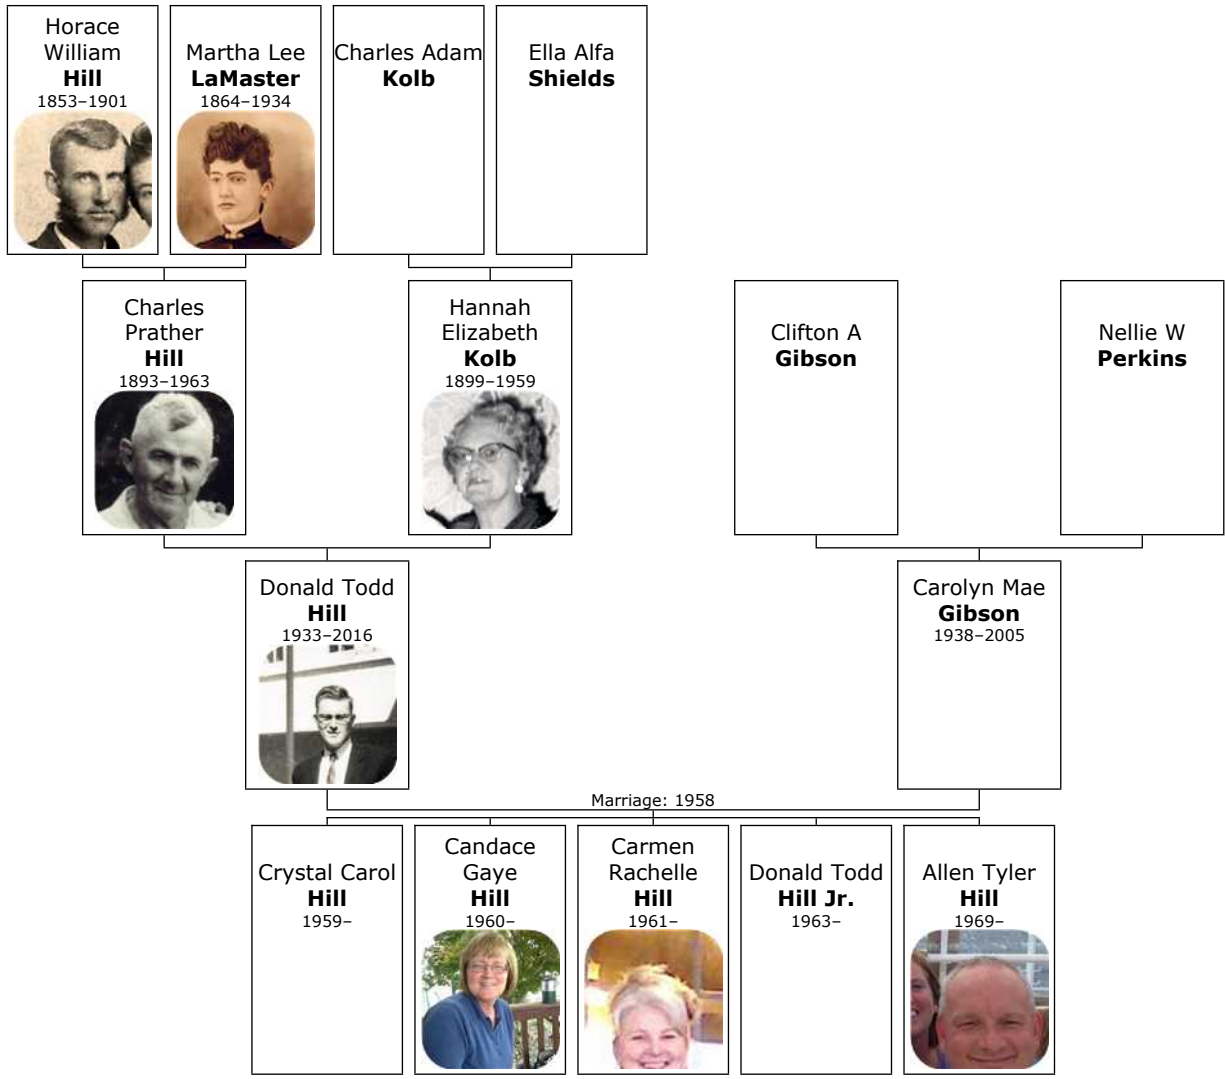 Horace
William
Hill
1853–1901
Martha Lee
LaMaster
1864–1934
Charles Adam
Kolb
Ella Alfa
Shields
Charles
Prather
Hill
1893–1963
Hannah
Elizabeth
Kolb
1899–1959
Clifton A
Gibson
Nellie W
Perkins
Donald Todd
Hill
1933–2016
Carolyn Mae
Gibson
1938–2005
Marriage: 1958
Crystal Carol
Hill
1959–
Candace
Gaye
Hill
1960–
Carmen
Rachelle
Hill
1961–
Donald Todd
Hill Jr.
1963–
Allen Tyler
Hill
1969–